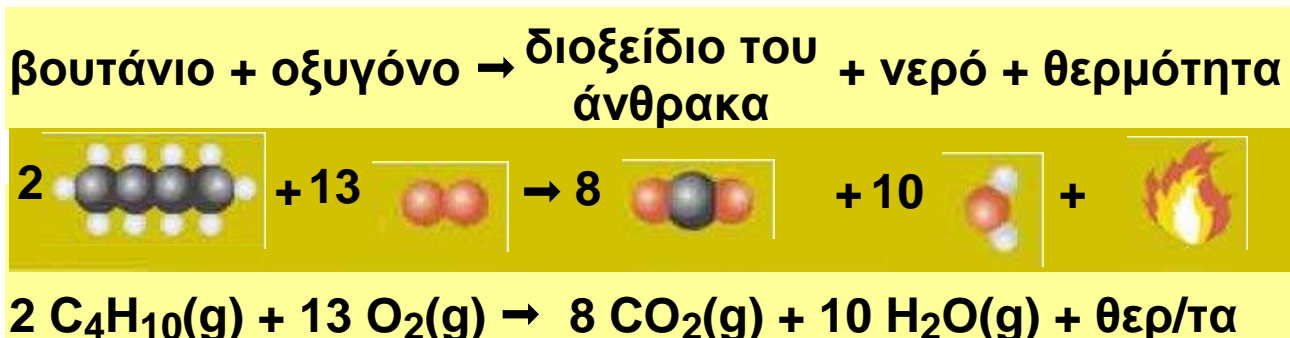 βουτάνιο + οξυγόνο → διοξείδιο του άνθρακα + νερό + θερμότητα
2 + 13 → 8 + 10 +
2 C₄H₁₀(g) + 13 O₂(g) → 8 CO₂(g) + 10 H₂O(g) + θερ/τα